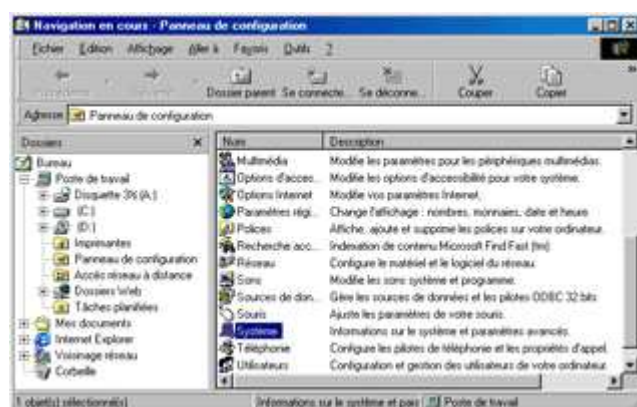 Navigation en cours - Panneau de configuration
Fichier Edition Affichage Aller à Favoris Outils ?
Dossier parent Se connecte... Se déconne... Couper Copier
Adresse Panneau de configuration
Dossiers
Bureau
Poste de travail
Disquette 3½ (A:)
(C:)
(D:)
Imprimantes
Panneau de configuration
Accès réseau à distance
Dossiers Web
Tâches planifiées
Mes documents
Internet Explorer
Voisinage réseau
Corbeille
Nom Description
Multimédia Modifie les paramètres pour les périphériques multimédias.
Options d'acces... Modifie les options d'accessibilité pour votre système.
Options Internet Modifie vos paramètres Internet.
Paramètres régi... Change l'affichage : nombres, monnaies, date et heure
Polices Affiche, ajoute et supprime les polices sur votre ordinateur.
Recherche acc... Indexation de contenu Microsoft Find Fast (tm)
Réseau Configure le matériel et le logiciel du réseau.
Sons Modifie les sons système et programme.
Sources de don... Gère les sources de données et les pilotes ODBC 32 bits
Souris Ajuste les paramètres de votre souris.
Système Informations sur le système et paramètres avancés.
Téléphonie Configure les pilotes de téléphonie et les propriétés d'appel.
Utilisateurs Configuration et gestion des utilisateurs de votre ordinateur.
1 objet(s) sélectionné(s) Informations sur le système et para Poste de travail